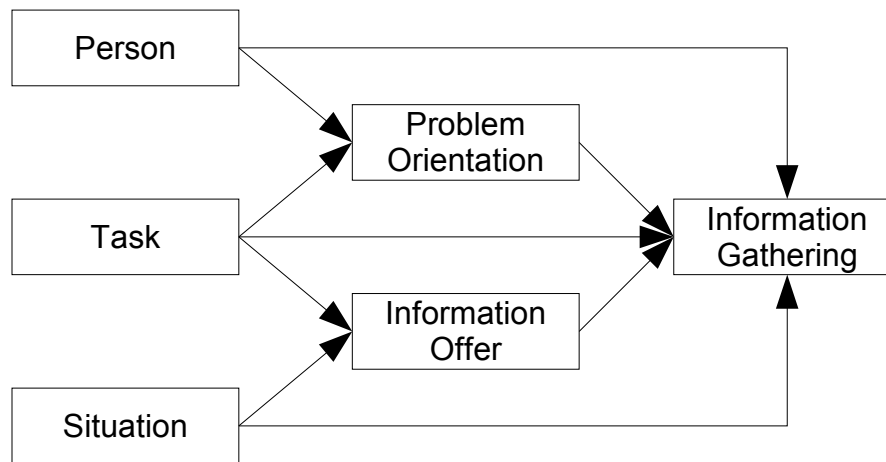 Person
Problem
Orientation
Task
Information
Gathering
Information
Offer
Situation